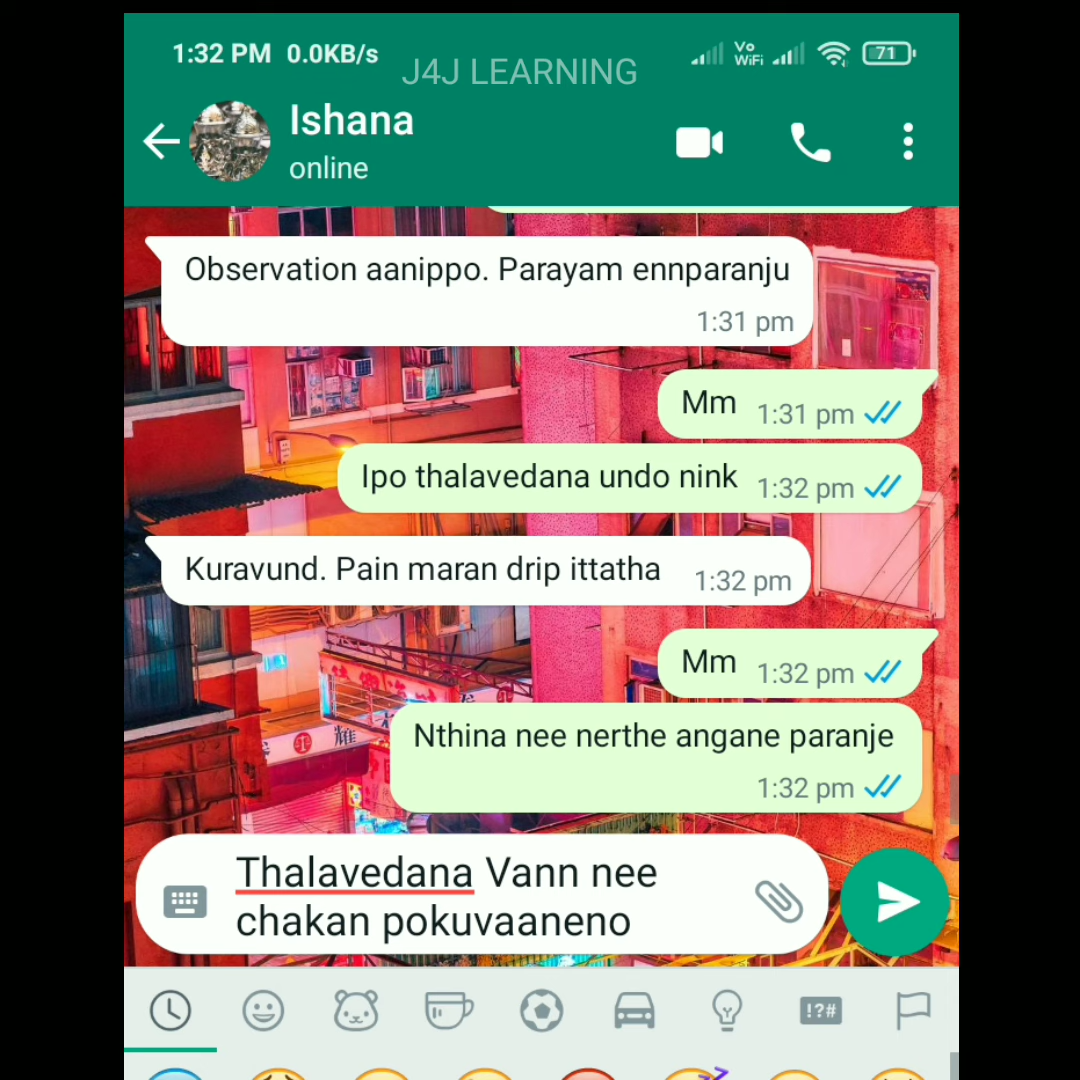 1:32 PM 0.0KB/s
Vo WiFi
71
J4J LEARNING
Ishana
online
Observation aanippo. Parayam ennparanju
1:31 pm
Mm 1:31 pm
Ipo thalavedana undo nink 1:32 pm
Kuravund. Pain maran drip ittatha 1:32 pm
Mm 1:32 pm
Nthina nee nerthe angane paranje
1:32 pm
Thalavedana Vann nee
chakan pokuvaaneno
!?#